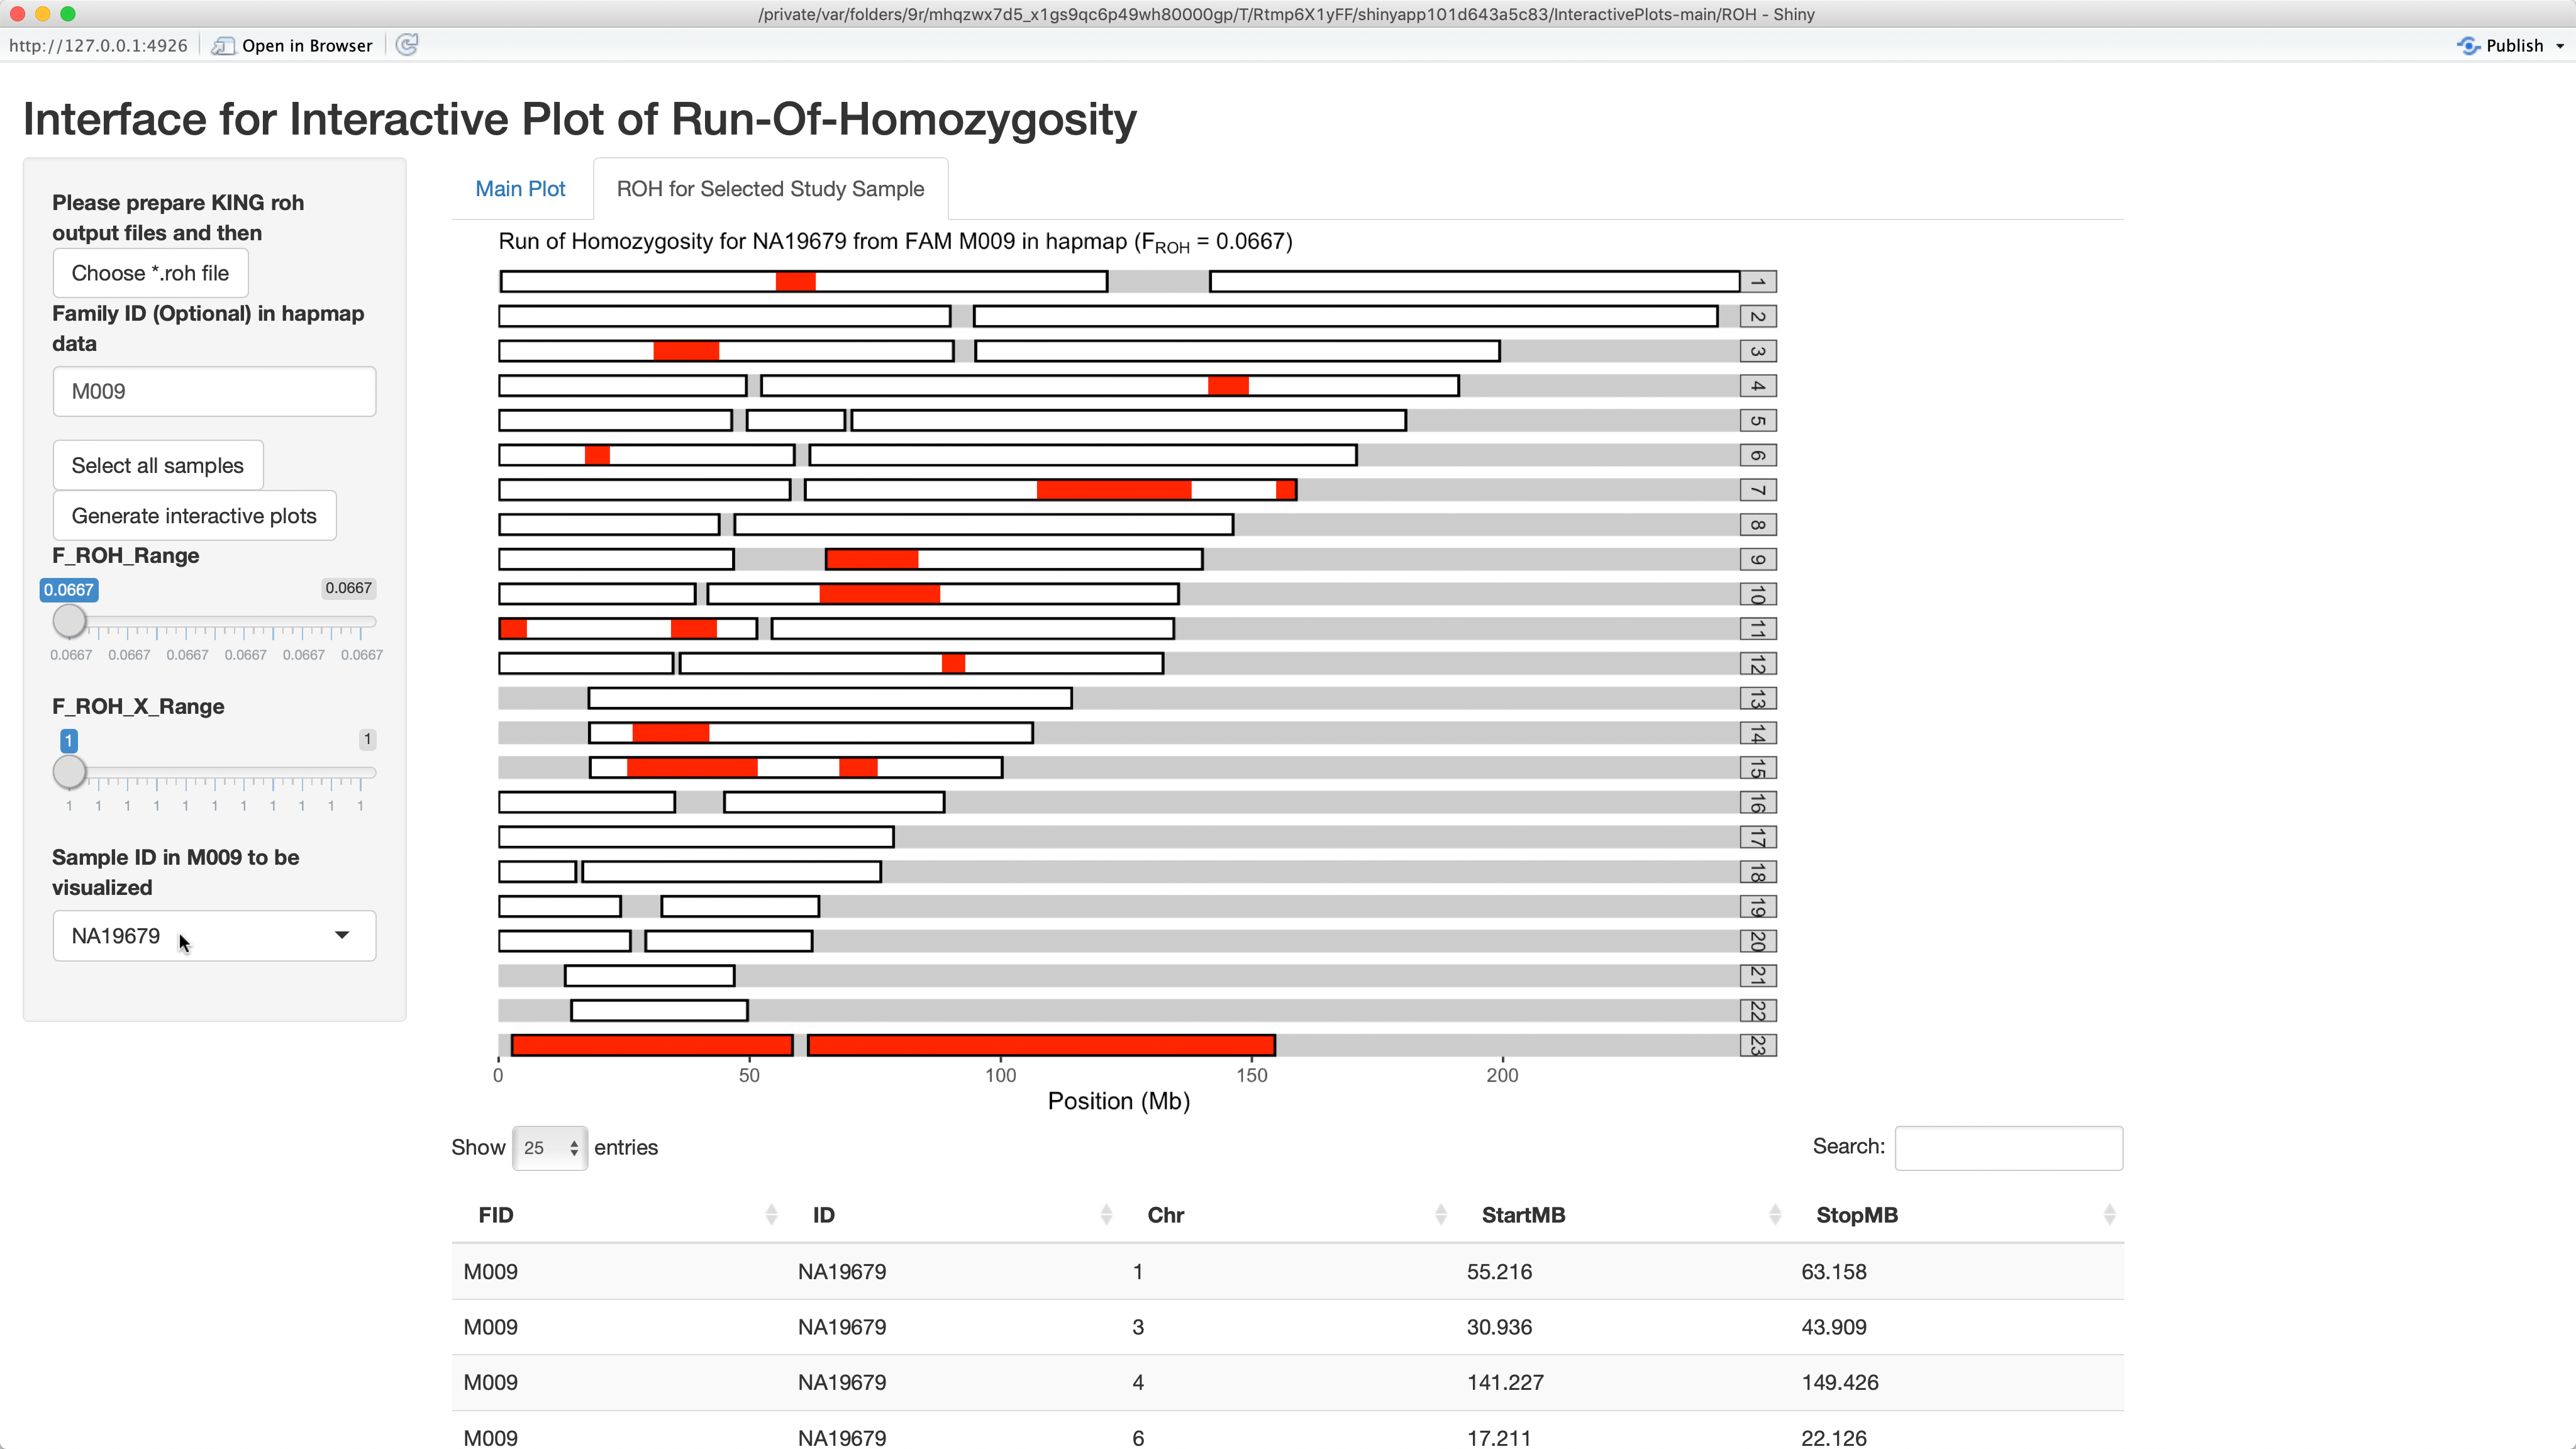 /private/var/folders/9r/mhqzwx7d5_x1gs9qc6p49wh80000gp/T/Rtmp6X1yFF/shinyapp101d643a5c83/InteractivePlots-main/ROH - Shiny
http://127.0.0.1:4926 Open in Browser Publish
Interface for Interactive Plot of Run-Of-Homozygosity
Please prepare KING roh
output files and then
Choose *.roh file
Family ID (Optional) in hapmap
data
M009
Select all samples
Generate interactive plots
F_ROH_Range
0.0667 0.0667
0.0667 0.0667 0.0667 0.0667 0.0667 0.0667
F_ROH_X_Range
1 1
1 1 1 1 1 1 1 1 1 1 1
Sample ID in M009 to be
visualized
NA19679
Main Plot ROH for Selected Study Sample
Run of Homozygosity for NA19679 from FAM M009 in hapmap (FROH = 0.0667)
1
2
3
4
5
6
7
8
9
10
11
12
13
14
15
16
17
18
19
20
21
22
23
0 50 100 150 200
Position (Mb)
Show 25 entries Search:
FID ID Chr StartMB StopMB
M009 NA19679 1 55.216 63.158
M009 NA19679 3 30.936 43.909
M009 NA19679 4 141.227 149.426
M009 NA19679 6 17.211 22.126